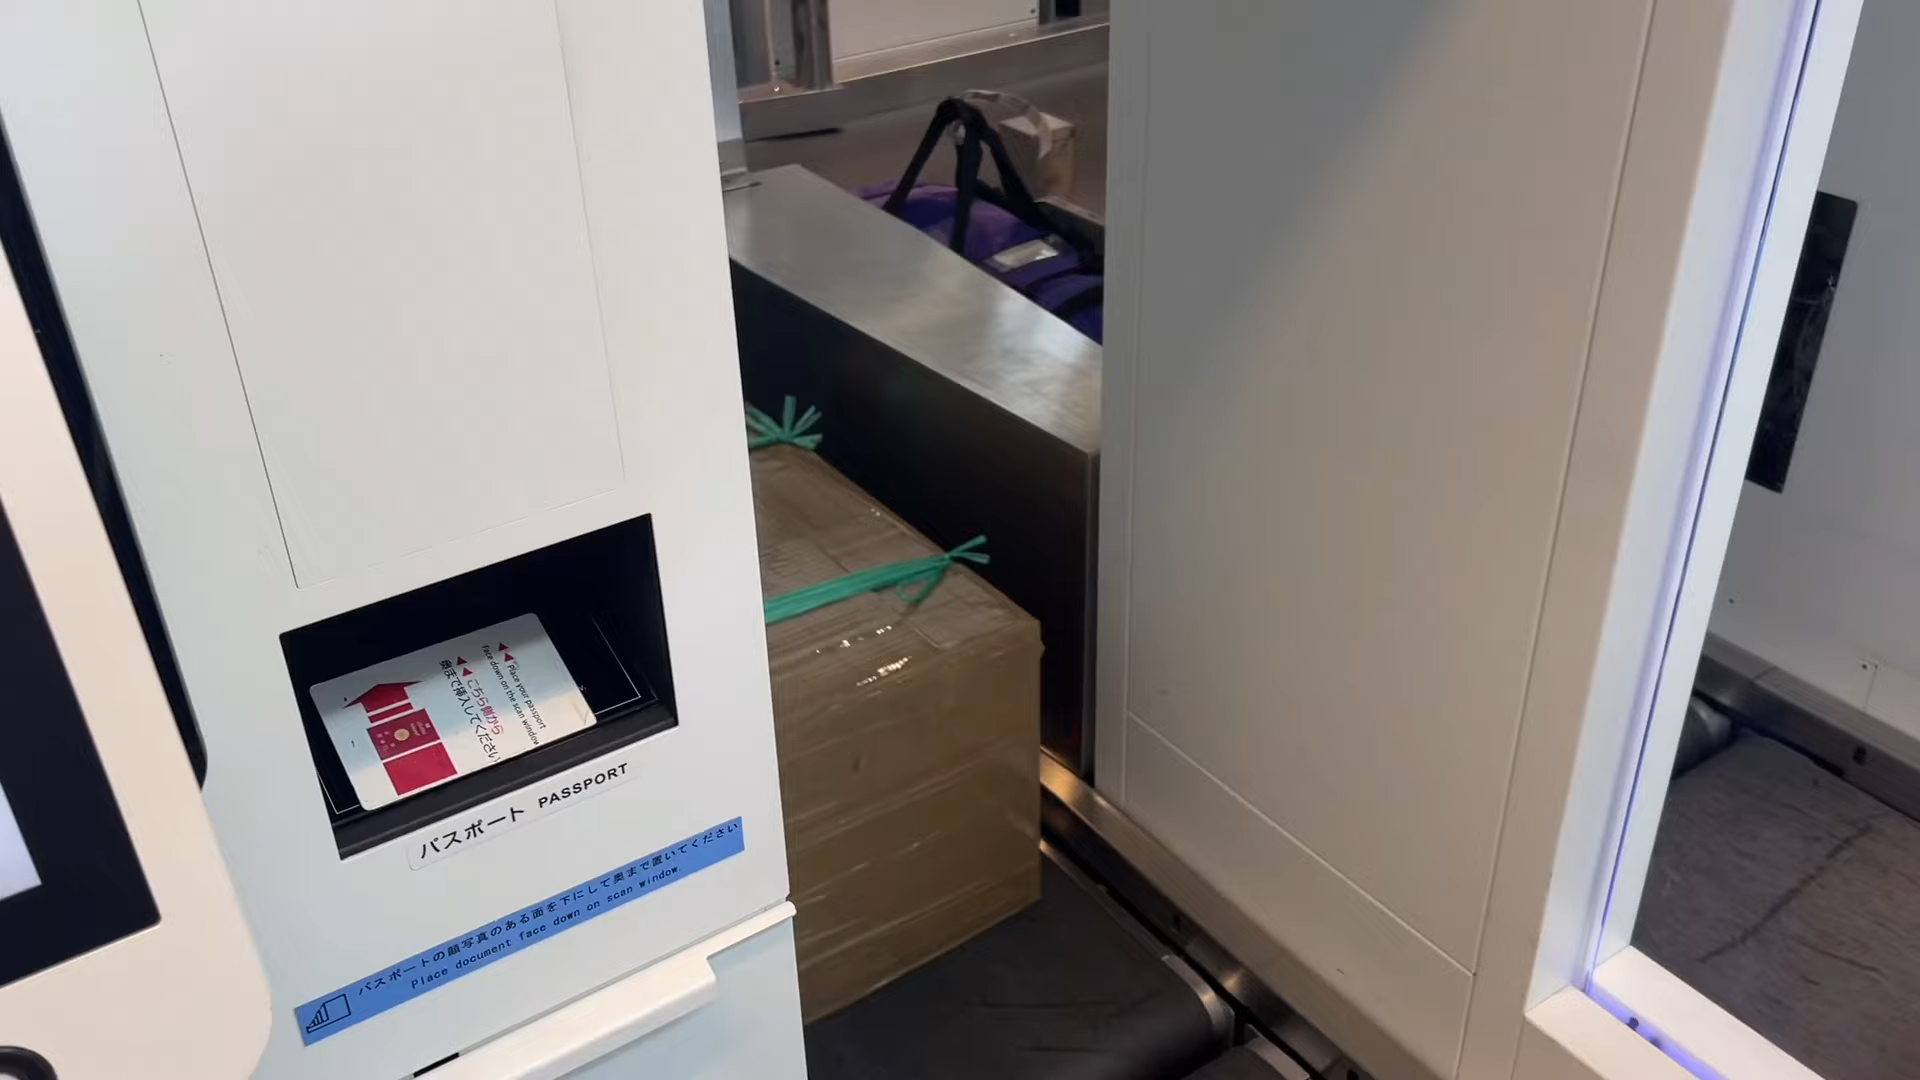 ◀◀ Place your passport
Face down on the scan window
◀◀ こちら側から
奥まで挿入してください
パスポート PASSPORT
パスポートの顔写真のある面を下にして奥まで置いてください
Place document face down on scan window.